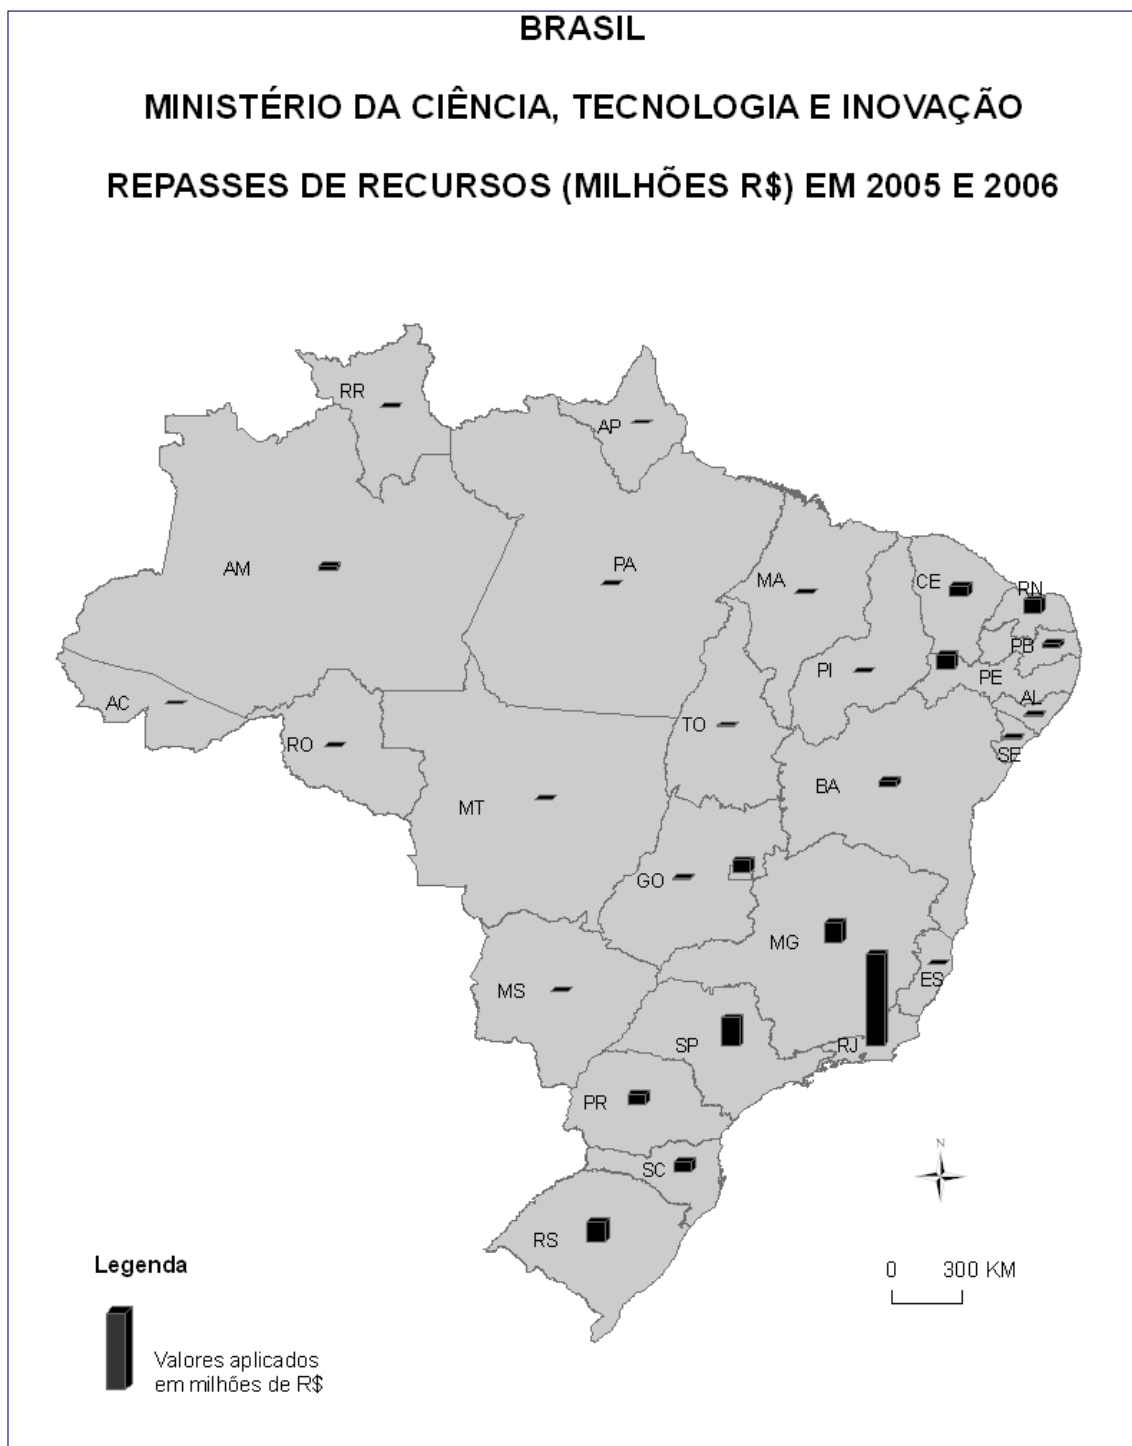 BRASIL
MINISTÉRIO DA CIÊNCIA, TECNOLOGIA E INOVAÇÃO
REPASSES DE RECURSOS (MILHÕES R$) EM 2005 E 2006
RR
AP
AM
PA
MA
CE
RN
PB
PI
PE
AC
AL
TO
RO
SE
BA
MT
GO
MG
ES
MS
SP
RJ
PR
N
SC
RS
Legenda
0 300 KM
Valores aplicados
em milhões de R$